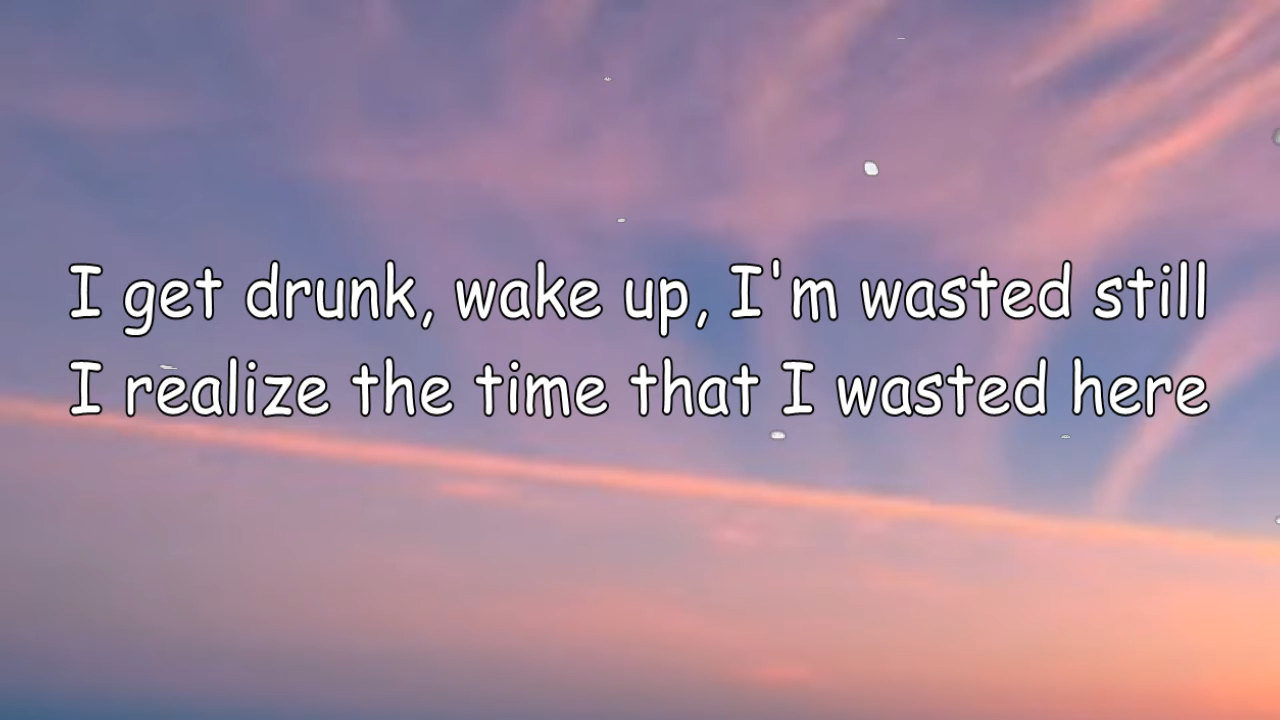 I get drunk, wake up, I'm wasted still
I realize the time that I wasted here